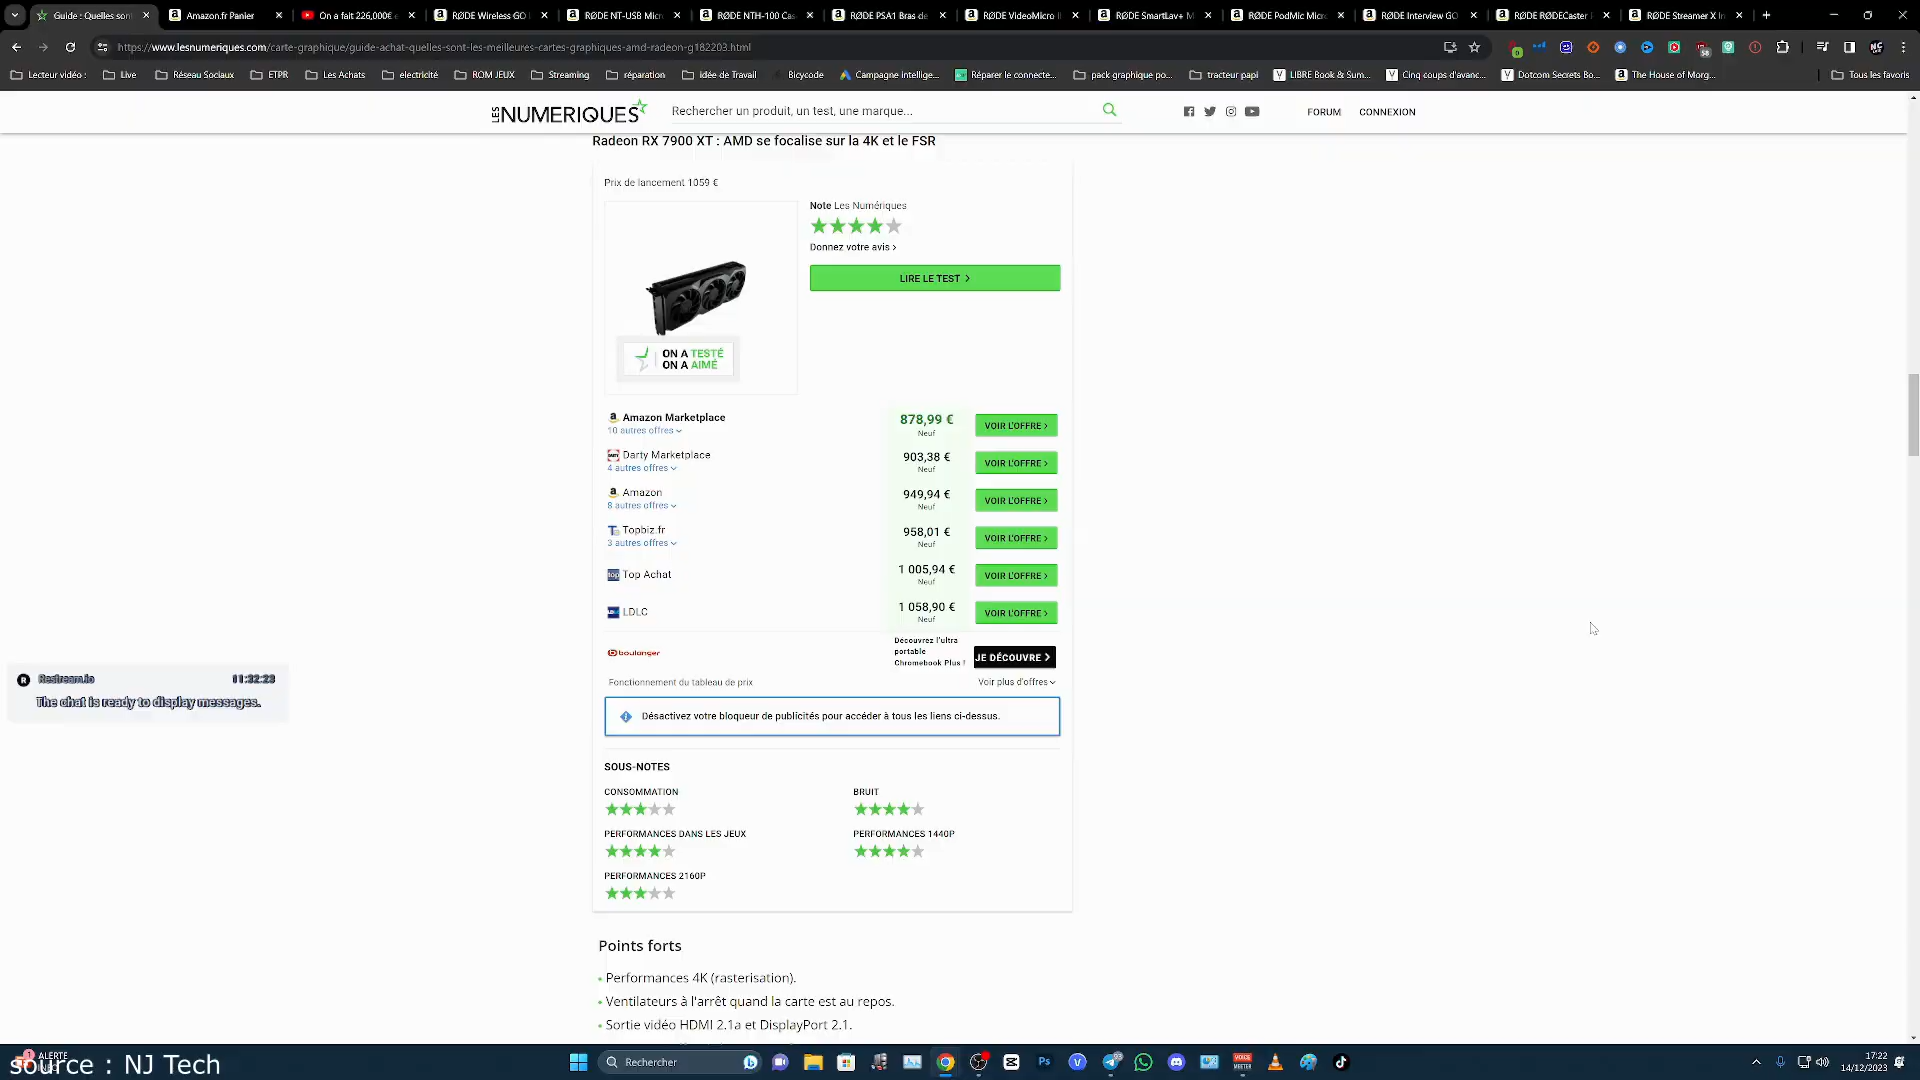 Guide : Quelles sont
Amazon.fr Panier
On a fait 226,000€
RØDE Wireless GO
RØDE NT-USB Micr
RØDE NTH-100 Cas
RØDE PSA1 Bras de
RØDE VideoMicro II
RØDE SmartLav+ M
RØDE PodMic Micr
RØDE Interview GO
RØDE RØDECaster
RØDE Streamer X In
https://www.lesnumeriques.com/carte-graphique/guide-achat-quelles-sont-les-meilleures-cartes-graphiques-amd-radeon-g182203.html
Lecteur vidéo :
Live
Réseau Sociaux
ETPR
Les Achats
electricité
ROM JEUX
Streaming
réparation
idée de Travail
Bicycode
Campagne intellige...
Réparer le connecte...
pack graphique po...
tracteur papi
LIBRE Book & Sum...
Cinq coups d'avanc...
Dotcom Secrets Bo...
The House of Morg...
Tous les favoris
LES NUMERIQUES
Rechercher un produit, un test, une marque...
FORUM
CONNEXION
Radeon RX 7900 XT : AMD se focalise sur la 4K et le FSR
Prix de lancement 1059 €
Note Les Numériques
Donnez votre avis >
LIRE LE TEST >
ON A TESTÉ
ON A AIMÉ
Amazon Marketplace
10 autres offres
878,99 €
Neuf
VOIR L'OFFRE >
Darty Marketplace
4 autres offres
903,38 €
Neuf
VOIR L'OFFRE >
Amazon
8 autres offres
949,94 €
Neuf
VOIR L'OFFRE >
Topbiz.fr
3 autres offres
958,01 €
Neuf
VOIR L'OFFRE >
Top Achat
1 005,94 €
Neuf
VOIR L'OFFRE >
LDLC
1 058,90 €
Neuf
VOIR L'OFFRE >
boulanger
Découvrez l'ultra
portable
Chromebook Plus !
JE DÉCOUVRE >
Fonctionnement du tableau de prix
Voir plus d'offres
Désactivez votre bloqueur de publicités pour accéder à tous les liens ci-dessus.
Restream.io
11:32:23
The chat is ready to display messages.
SOUS-NOTES
CONSOMMATION
BRUIT
PERFORMANCES DANS LES JEUX
PERFORMANCES 1440P
PERFORMANCES 2160P
Points forts
• Performances 4K (rasterisation).
• Ventilateurs à l'arrêt quand la carte est au repos.
• Sortie vidéo HDMI 2.1a et DisplayPort 2.1.
ALERTE
source : NJ Tech
Rechercher
17:22
14/12/2023